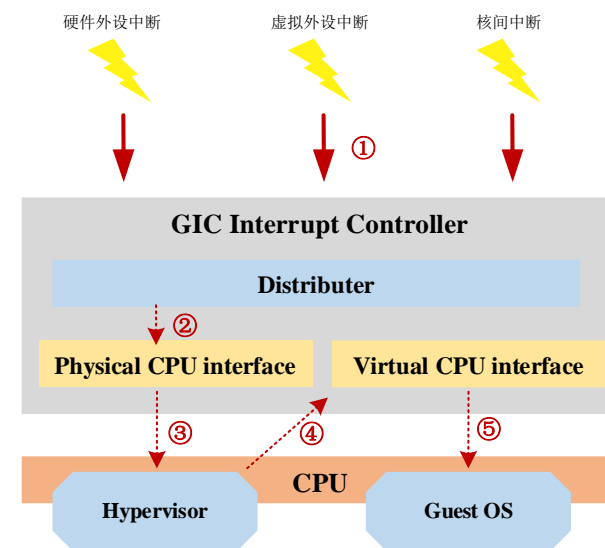 硬件外设中断
虚拟外设中断
核间中断
①
GIC Interrupt Controller
Distributer
②
Physical CPU interface
Virtual CPU interface
③
④
⑤
CPU
Hypervisor
Guest OS